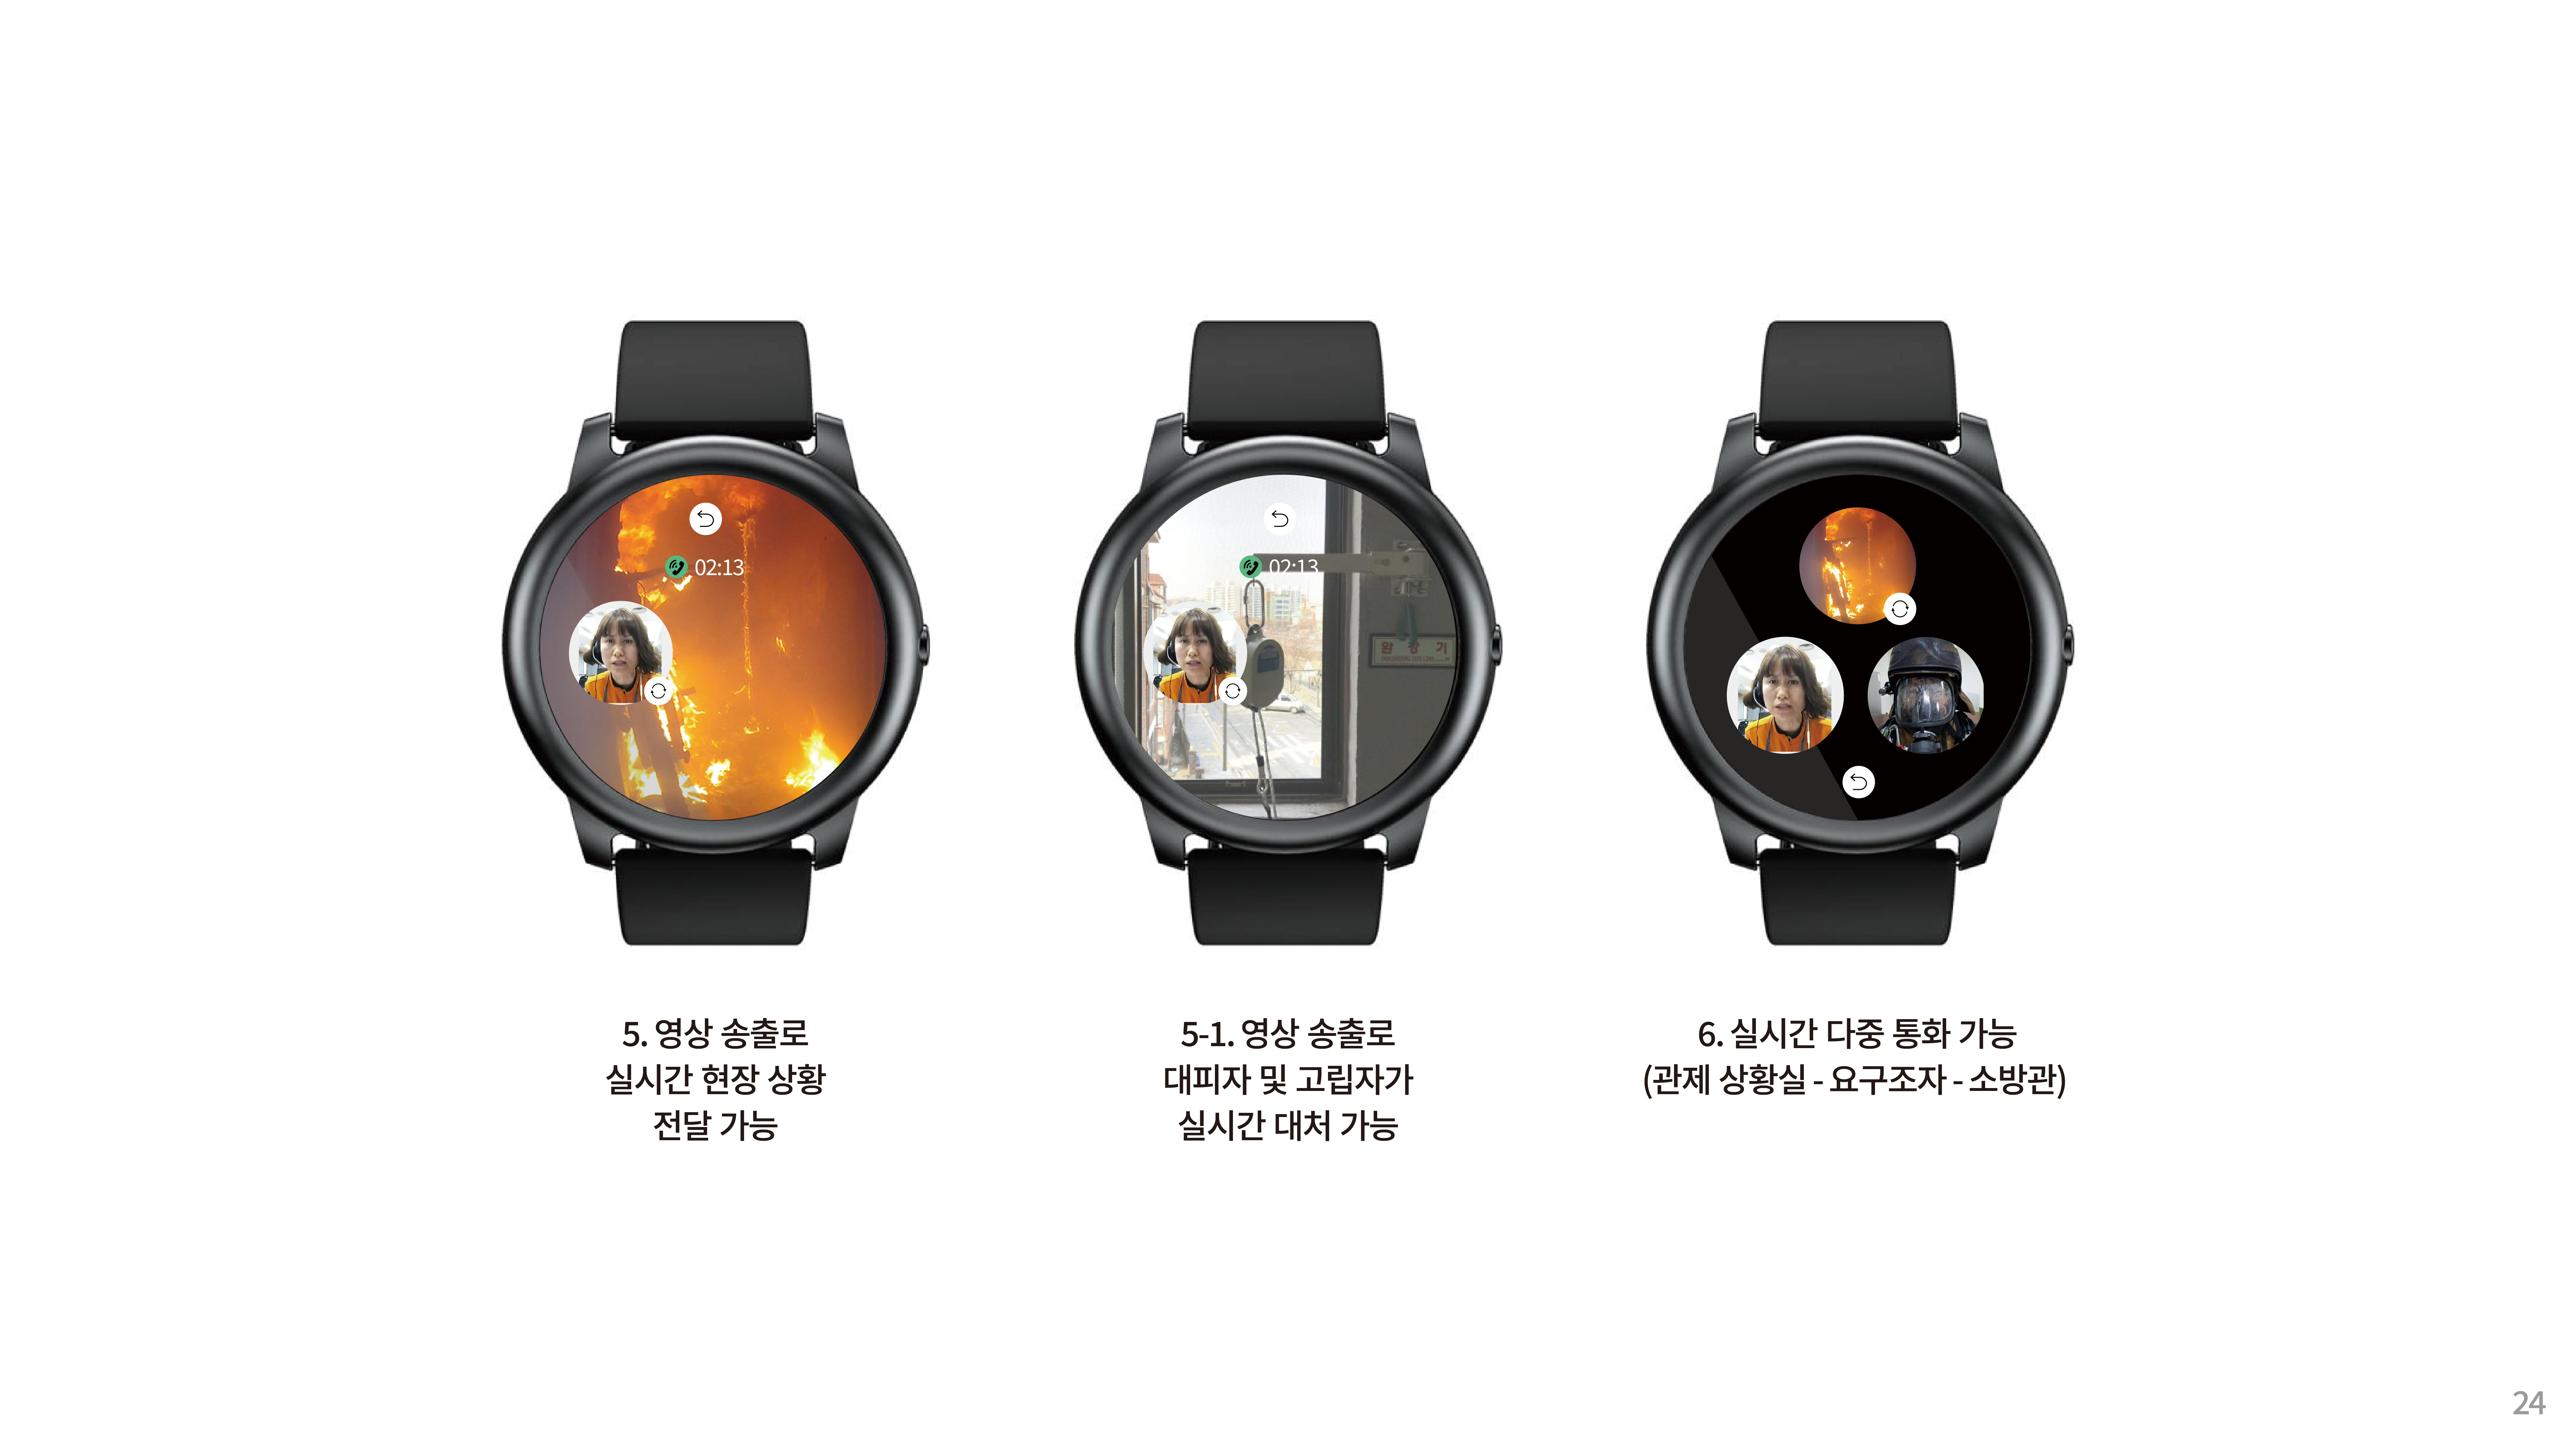 02:13
02:13
완 강 기
5. 영상 송출로
실시간 현장 상황
전달 가능
5-1. 영상 송출로
대피자 및 고립자가
실시간 대처 가능
6. 실시간 다중 통화 가능
(관제 상황실 - 요구조자 - 소방관)
24